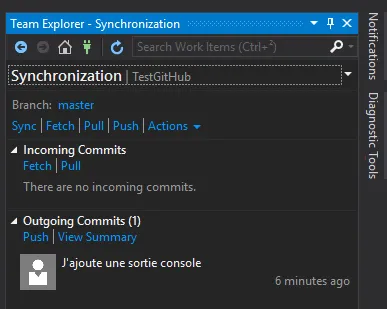 Team Explorer - Synchronization
Search Work Items (Ctrl+²)
Synchronization | TestGitHub
Branch: master
Sync | Fetch | Pull | Push | Actions
Incoming Commits
Fetch | Pull
There are no incoming commits.
Outgoing Commits (1)
Push | View Summary
J'ajoute une sortie console
6 minutes ago
Notifications
Diagnostic Tools